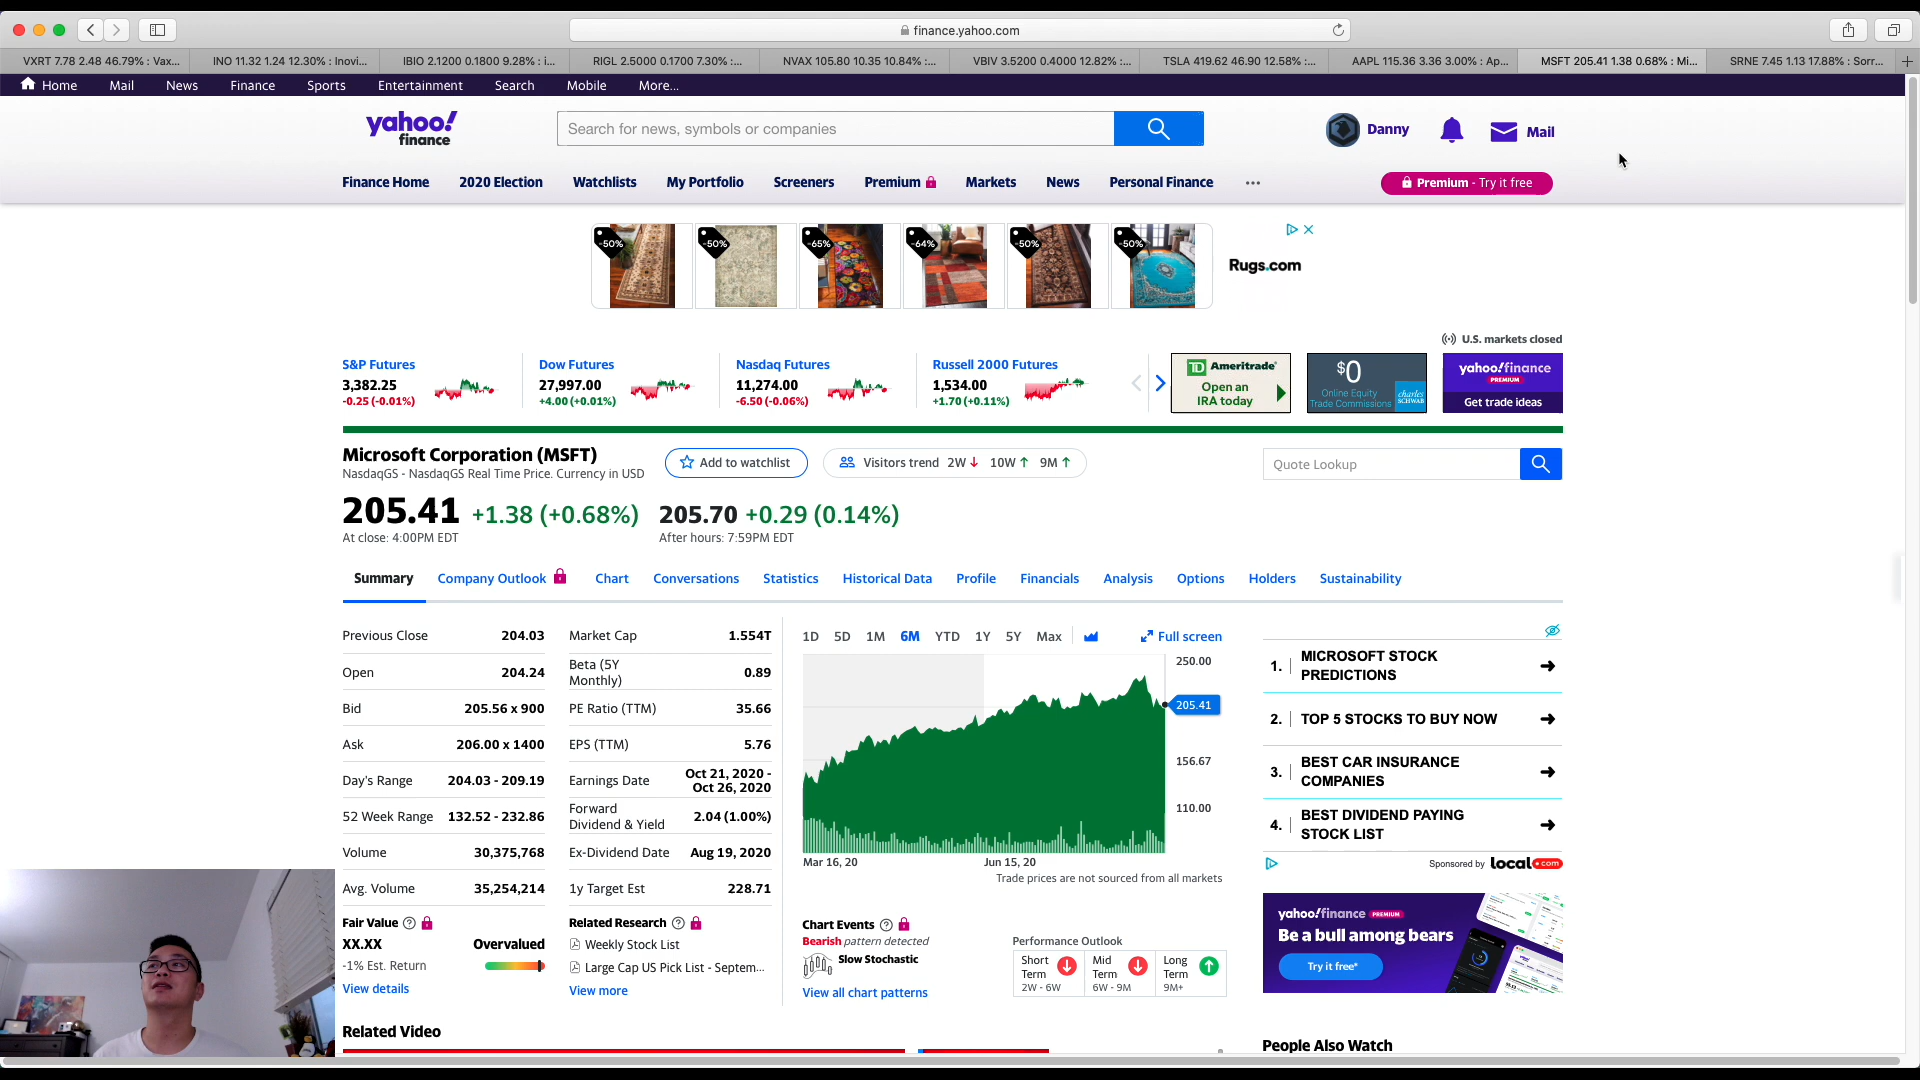 finance.yahoo.com
VXRT 7.78 2.48 46.79% : Vax...
INO 11.32 1.24 12.30% : Inovi...
IBIO 2.1200 0.1800 9.28% : i...
RIGL 2.5000 0.1700 7.30% :...
NVAX 105.80 10.35 10.84% :...
VBIV 3.5200 0.4000 12.82% :...
TSLA 419.62 46.90 12.58% :...
AAPL 115.36 3.36 3.00% : Ap...
MSFT 205.41 1.38 0.68% : Mi...
SRNE 7.45 1.13 17.88% : Sorr...
Home Mail News Finance Sports Entertainment Search Mobile More...
yahoo!
finance
Search for news, symbols or companies
Danny
Mail
Finance Home 2020 Election Watchlists My Portfolio Screeners Premium Markets News Personal Finance ...
Premium - Try it free
-50% -50% -65% -64% -50% -50%
Rugs.com
U.S. markets closed
S&P Futures
3,382.25
-0.25 (-0.01%)
Dow Futures
27,997.00
+4.00 (+0.01%)
Nasdaq Futures
11,274.00
-6.50 (-0.06%)
Russell 2000 Futures
1,534.00
+1.70 (+0.11%)
TD Ameritrade
Open an
IRA today
$0
Online Equity
Trade Commissions
charles
SCHWAB
yahoo!finance
PREMIUM
Get trade ideas
Microsoft Corporation (MSFT)
NasdaqGS - NasdaqGS Real Time Price. Currency in USD
Add to watchlist
Visitors trend 2W 10W 9M
Quote Lookup
205.41 +1.38 (+0.68%)
At close: 4:00PM EDT
205.70 +0.29 (0.14%)
After hours: 7:59PM EDT
Summary Company Outlook Chart Conversations Statistics Historical Data Profile Financials Analysis Options Holders Sustainability
Previous Close 204.03
Open 204.24
Bid 205.56 x 900
Ask 206.00 x 1400
Day's Range 204.03 - 209.19
52 Week Range 132.52 - 232.86
Volume 30,375,768
Avg. Volume 35,254,214
Market Cap 1.554T
Beta (5Y
Monthly) 0.89
PE Ratio (TTM) 35.66
EPS (TTM) 5.76
Earnings Date Oct 21, 2020 -
Oct 26, 2020
Forward
Dividend & Yield 2.04 (1.00%)
Ex-Dividend Date Aug 19, 2020
1y Target Est 228.71
1D 5D 1M 6M YTD 1Y 5Y Max
Full screen
250.00
205.41
156.67
110.00
Mar 16, 20
Jun 15, 20
Trade prices are not sourced from all markets
1. MICROSOFT STOCK
PREDICTIONS
2. TOP 5 STOCKS TO BUY NOW
3. BEST CAR INSURANCE
COMPANIES
4. BEST DIVIDEND PAYING
STOCK LIST
Sponsored by local.com
Fair Value
XX.XX Overvalued
-1% Est. Return
View details
Related Research
Weekly Stock List
Large Cap US Pick List - Septem...
View more
Chart Events
Bearish pattern detected
Slow Stochastic
View all chart patterns
Performance Outlook
Short
Term
2W - 6W
Mid
Term
6W - 9M
Long
Term
9M+
yahoo!finance PREMIUM
Be a bull among bears
Try it free*
Related Video
People Also Watch